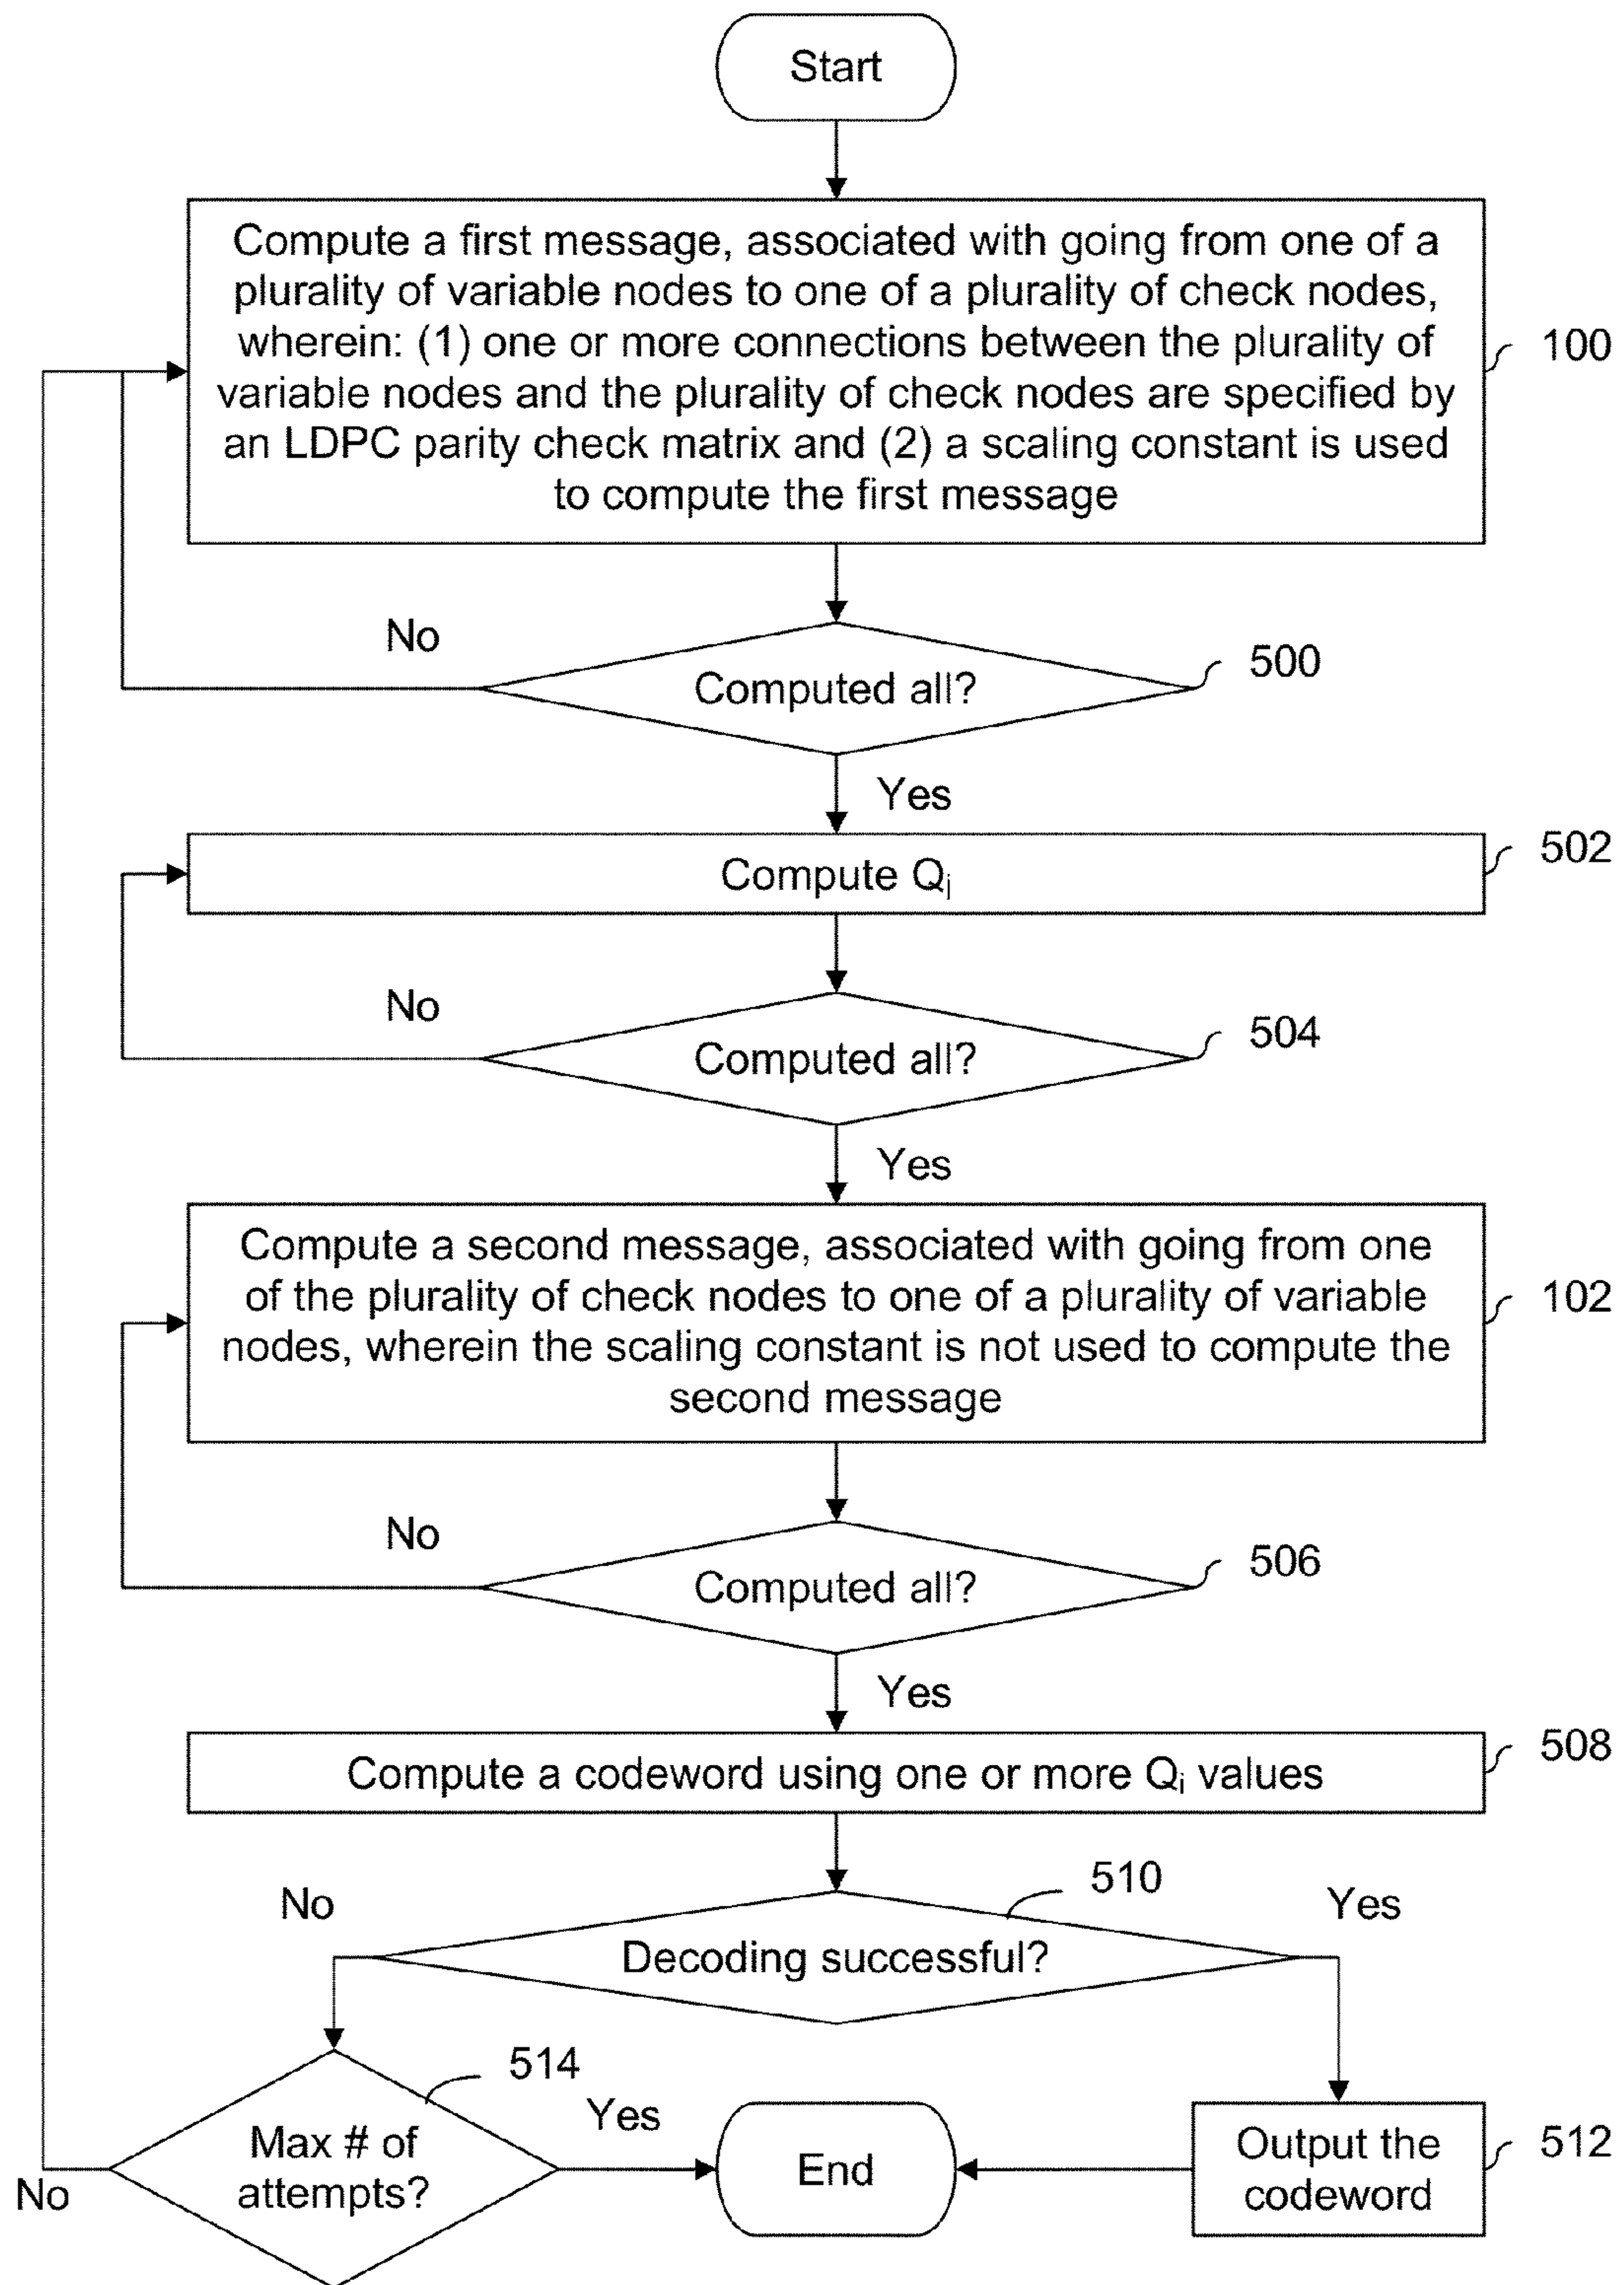 Start
Compute a first message, associated with going from one of a
plurality of variable nodes to one of a plurality of check nodes,
wherein: (1) one or more connections between the plurality of
variable nodes and the plurality of check nodes are specified by
an LDPC parity check matrix and (2) a scaling constant is used
to compute the first message
100
No
Computed all?
500
Yes
Compute Qj
502
No
Computed all?
504
Yes
Compute a second message, associated with going from one
of the plurality of check nodes to one of a plurality of variable
nodes, wherein the scaling constant is not used to compute the
second message
102
No
Computed all?
506
Yes
Compute a codeword using one or more Qi values
508
No
Decoding successful?
510
Yes
Max # of
attempts?
514
No
Yes
End
Output the
codeword
512